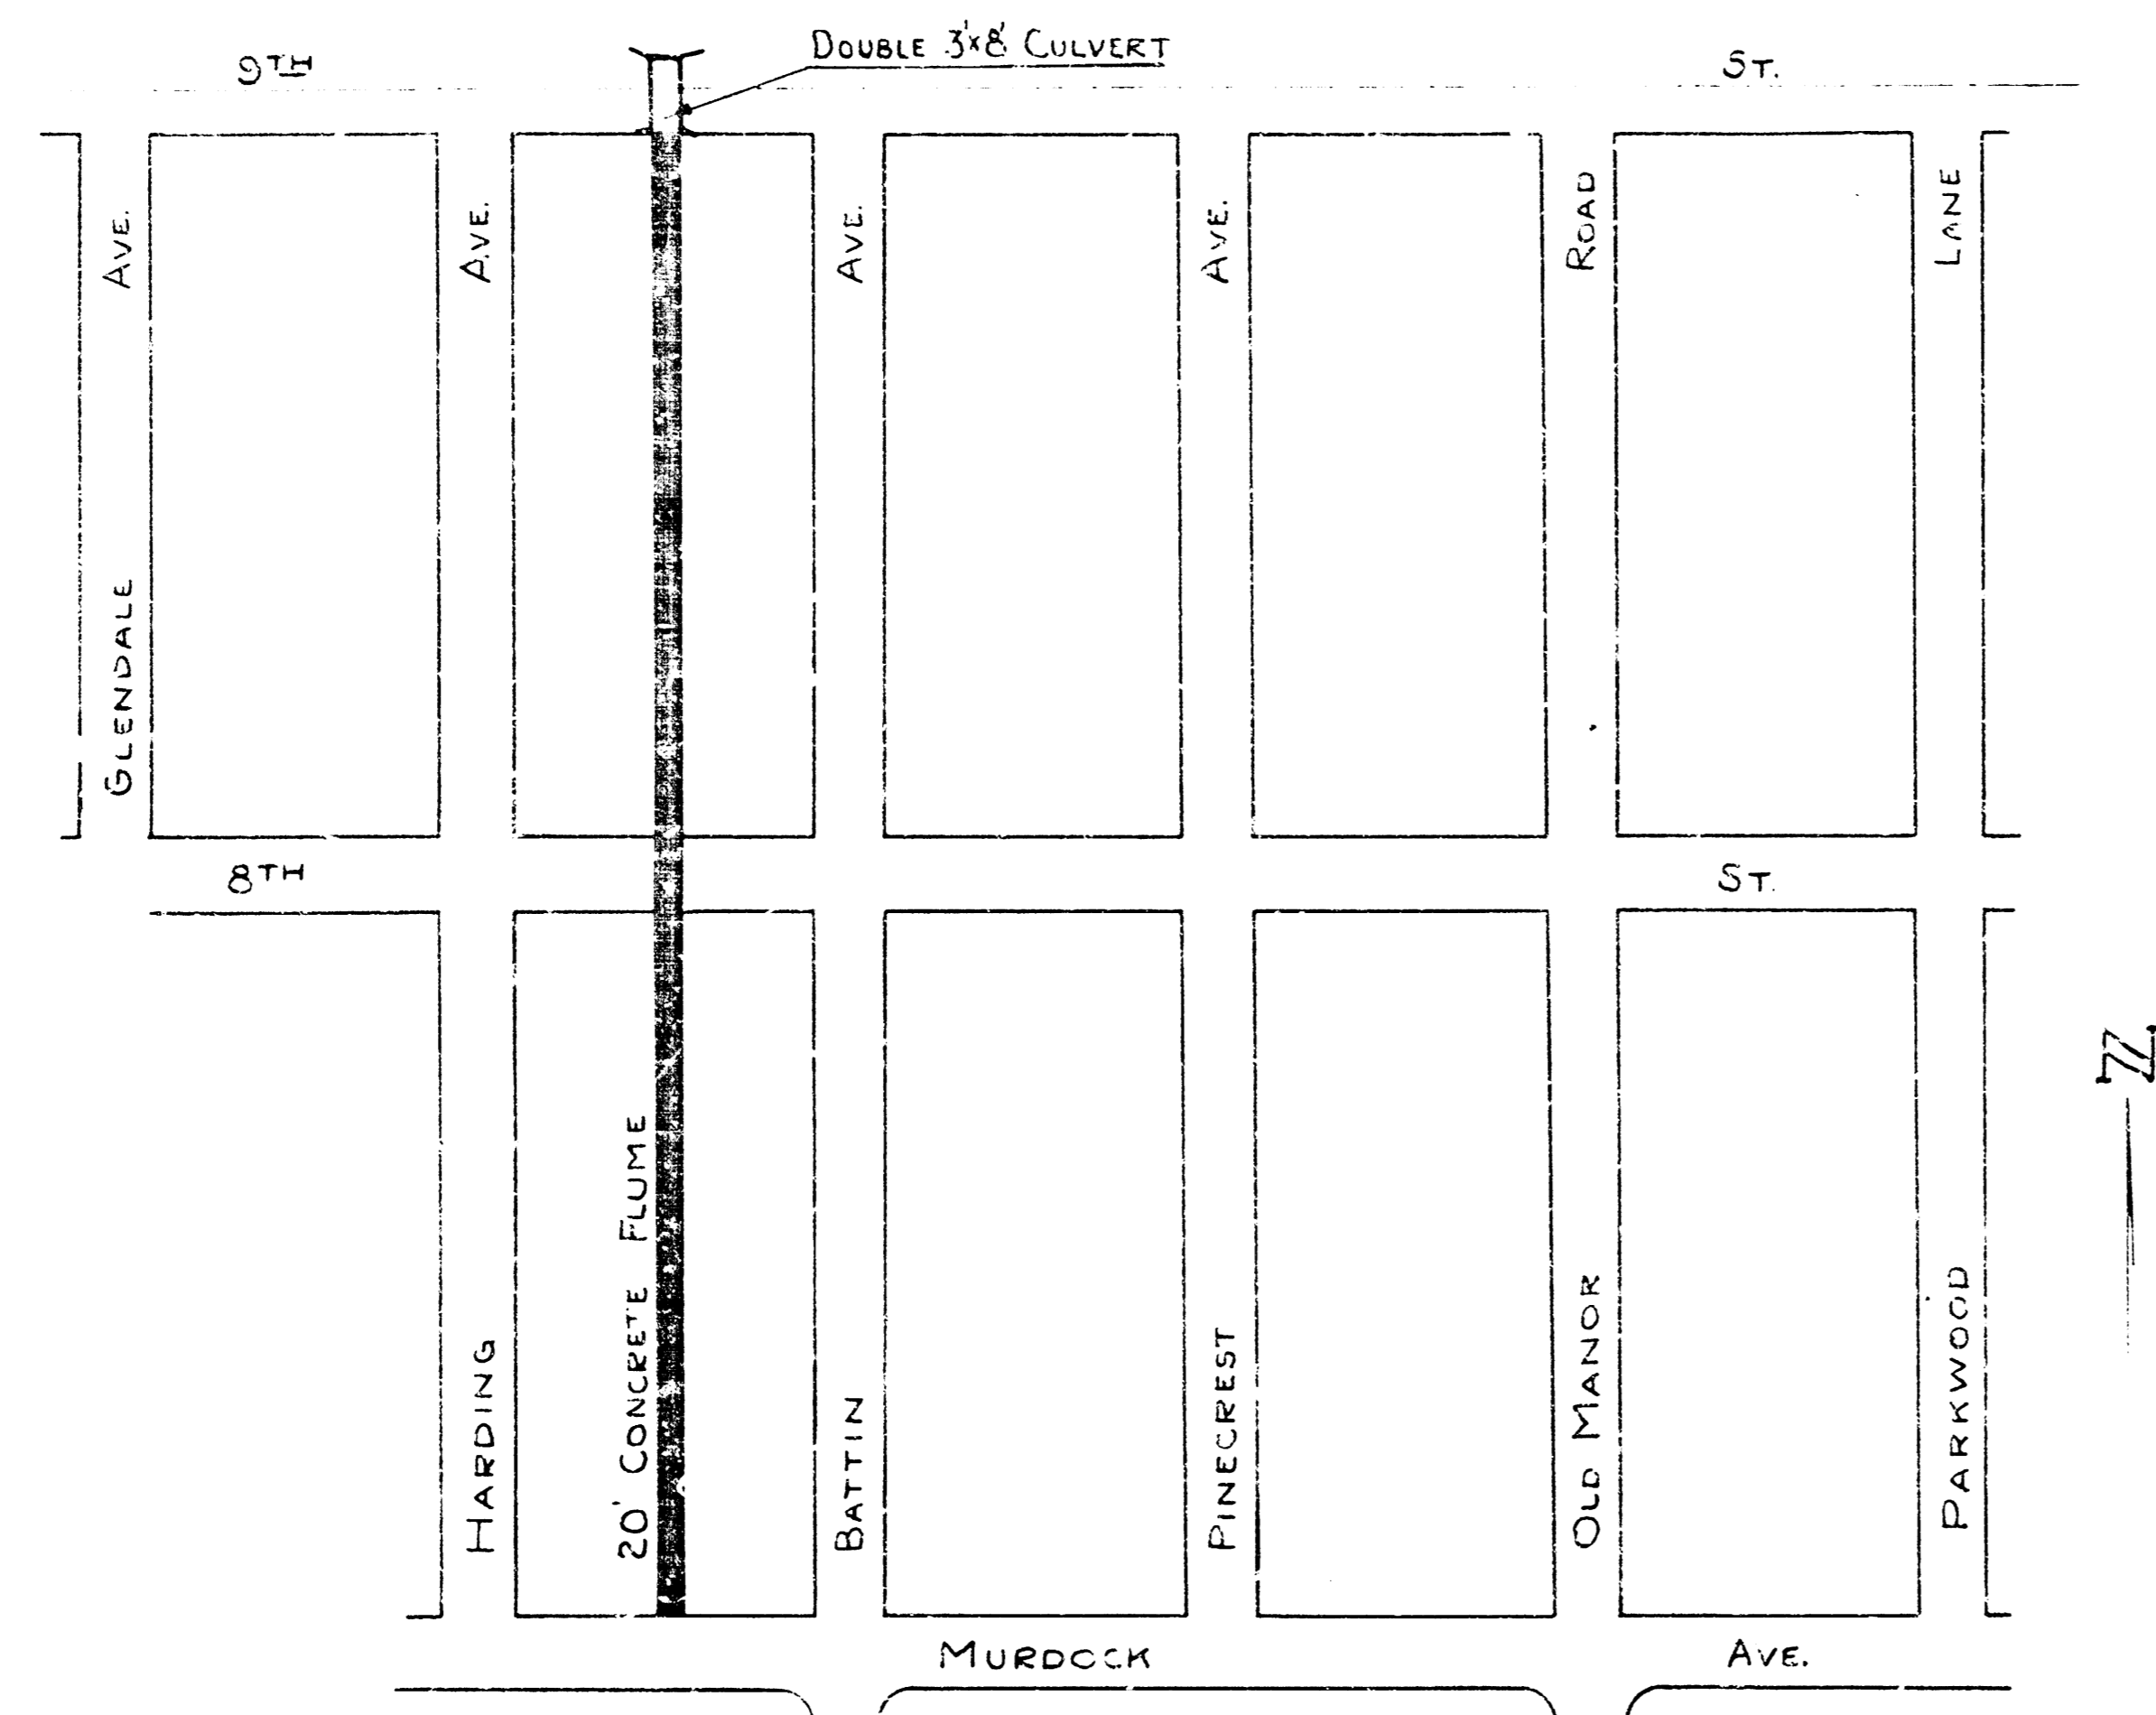 DOUBLE 3'x8' CULVERT
9TH ST.
AVE. AVE. AVE. AVE. ROAD LANE
GLENDALE
8TH ST.
20' CONCRETE FLUME
HARDING BATTIN PINECREST OLD MANOR PARKWOOD
MURDOCK AVE.
N